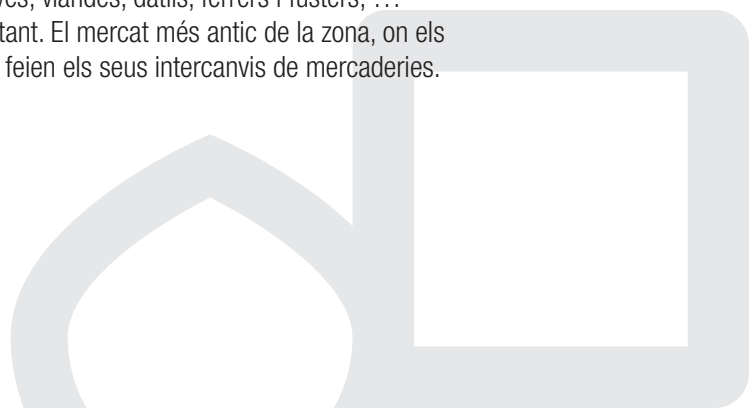 viandes, dàtils, ferrers i fusters, ...
tant. El mercat més antic de la zona, on els
feien els seus intercanvis de mercaderies.